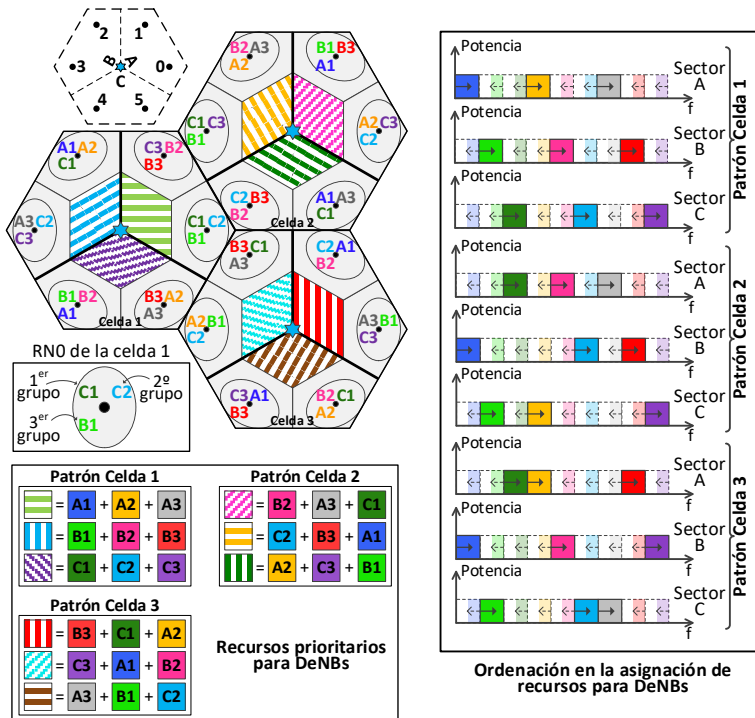 2
1
3
B
A
0
C
4
5
B2 A3
A2
B1 B3
A1
C1 C3
B1
A2 C3
C2
C2 B3
B2
A1 A3
C1
Celda 2
A1 A2
C1
C3 B2
B3
A3 C2
C3
C1 C2
B1
B1 B2
A1
B3 A2
A3
Celda 1
B3 C1
A3
C2 A1
B2
A2 B1
C2
A3 B1
C3
C3 A1
B3
B2 C1
A2
Celda 3
RN0 de la celda 1
1er grupo
C1
C2
2º grupo
3er grupo
B1
Patrón Celda 1
= A1 + A2 + A3
= B1 + B2 + B3
= C1 + C2 + C3
Patrón Celda 2
= B2 + A3 + C1
= C2 + B3 + A1
= A2 + C3 + B1
Patrón Celda 3
= B3 + C1 + A2
= C3 + A1 + B2
= A3 + B1 + C2
Recursos prioritarios
para DeNBs
Potencia
Sector
A
f
Potencia
Sector
B
f
Potencia
Sector
C
f
Patrón Celda 1
Potencia
Sector
A
f
Potencia
Sector
B
f
Potencia
Sector
C
f
Patrón Celda 2
Potencia
Sector
A
f
Potencia
Sector
B
f
Potencia
Sector
C
f
Patrón Celda 3
Ordenación en la asignación de
recursos para DeNBs